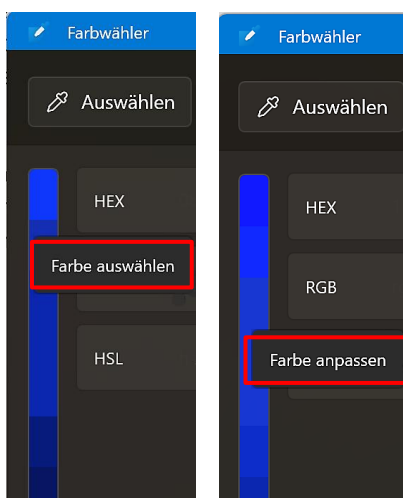 Farbwähler
Auswählen
HEX
Farbe auswählen
HSL
Farbwähler
Auswählen
HEX
RGB
Farbe anpassen